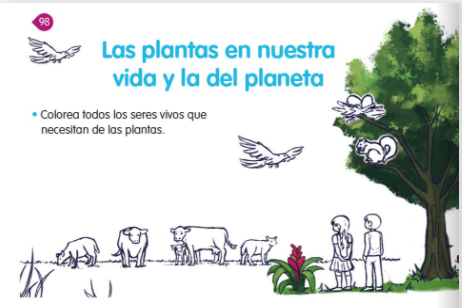 98
Las plantas en nuestra
vida y la del planeta
• Colorea todos los seres vivos que
necesitan de las plantas.